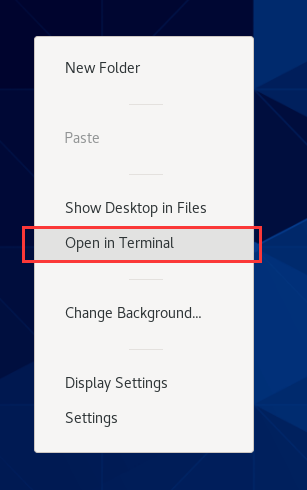 New Folder
Paste
Show Desktop in Files
Open in Terminal
Change Background...
Display Settings
Settings